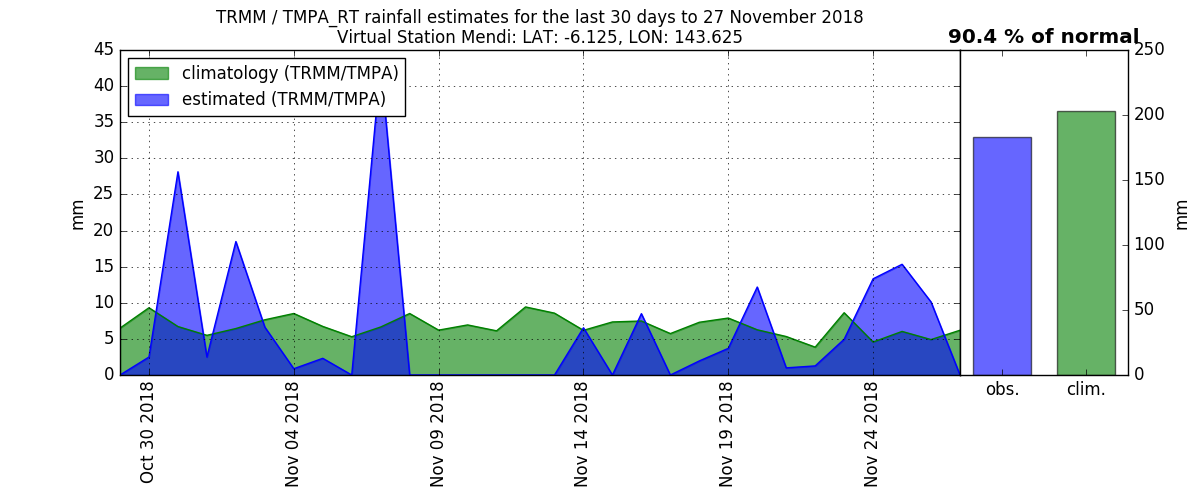 TRMM / TMPA_RT rainfall estimates for the last 30 days to 27 November 2018
Virtual Station Mendi: LAT: -6.125, LON: 143.625
90.4 % of normal
climatology (TRMM/TMPA)
estimated (TRMM/TMPA)
45
40
35
30
25
20
15
10
5
0
mm
Oct 30 2018
Nov 04 2018
Nov 09 2018
Nov 14 2018
Nov 19 2018
Nov 24 2018
250
200
150
100
50
0
mm
obs.
clim.